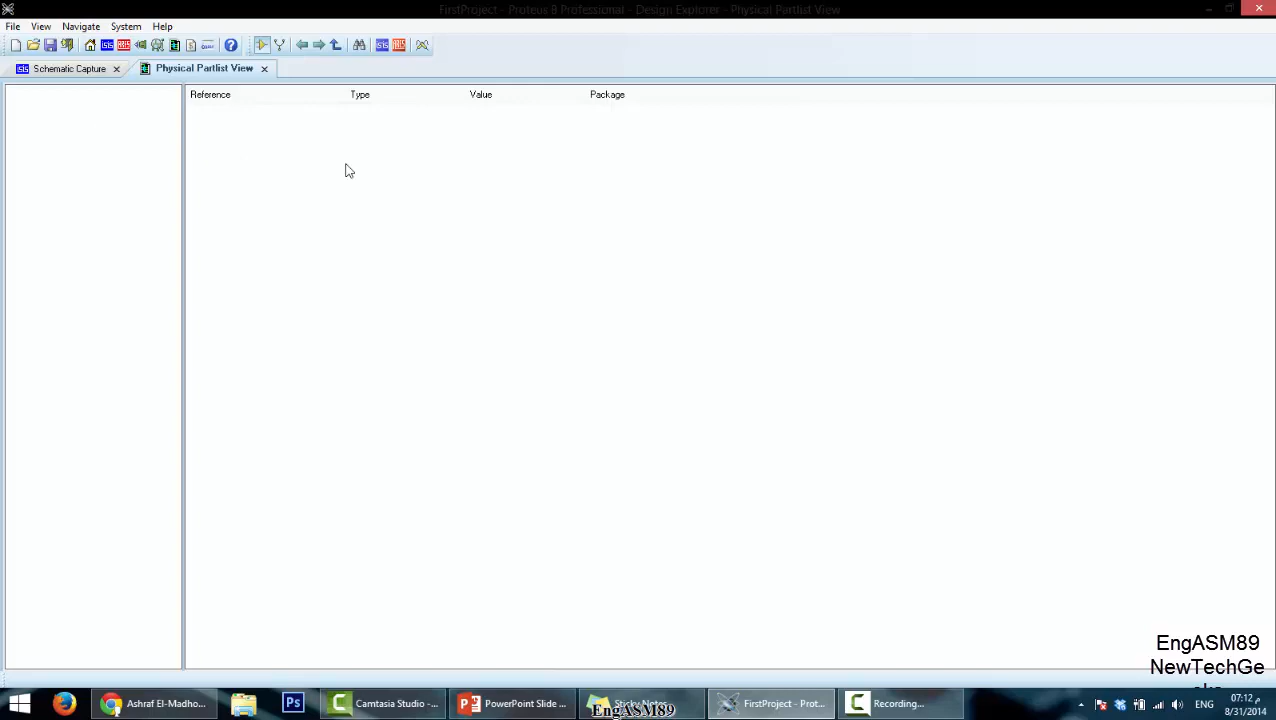 FirstProject - Proteus 8 Professional - Design Explorer - Physical Partlist View
File View Navigate System Help
Schematic Capture
Physical Partlist View
Reference Type Value Package
EngASM89
NewTechGe
Ashraf El-Madho...
Ps
Camtasia Studio -...
PowerPoint Slide ...
EngASM89
FirstProject - Prot...
Recording...
ENG
07:12 م
8/31/2014